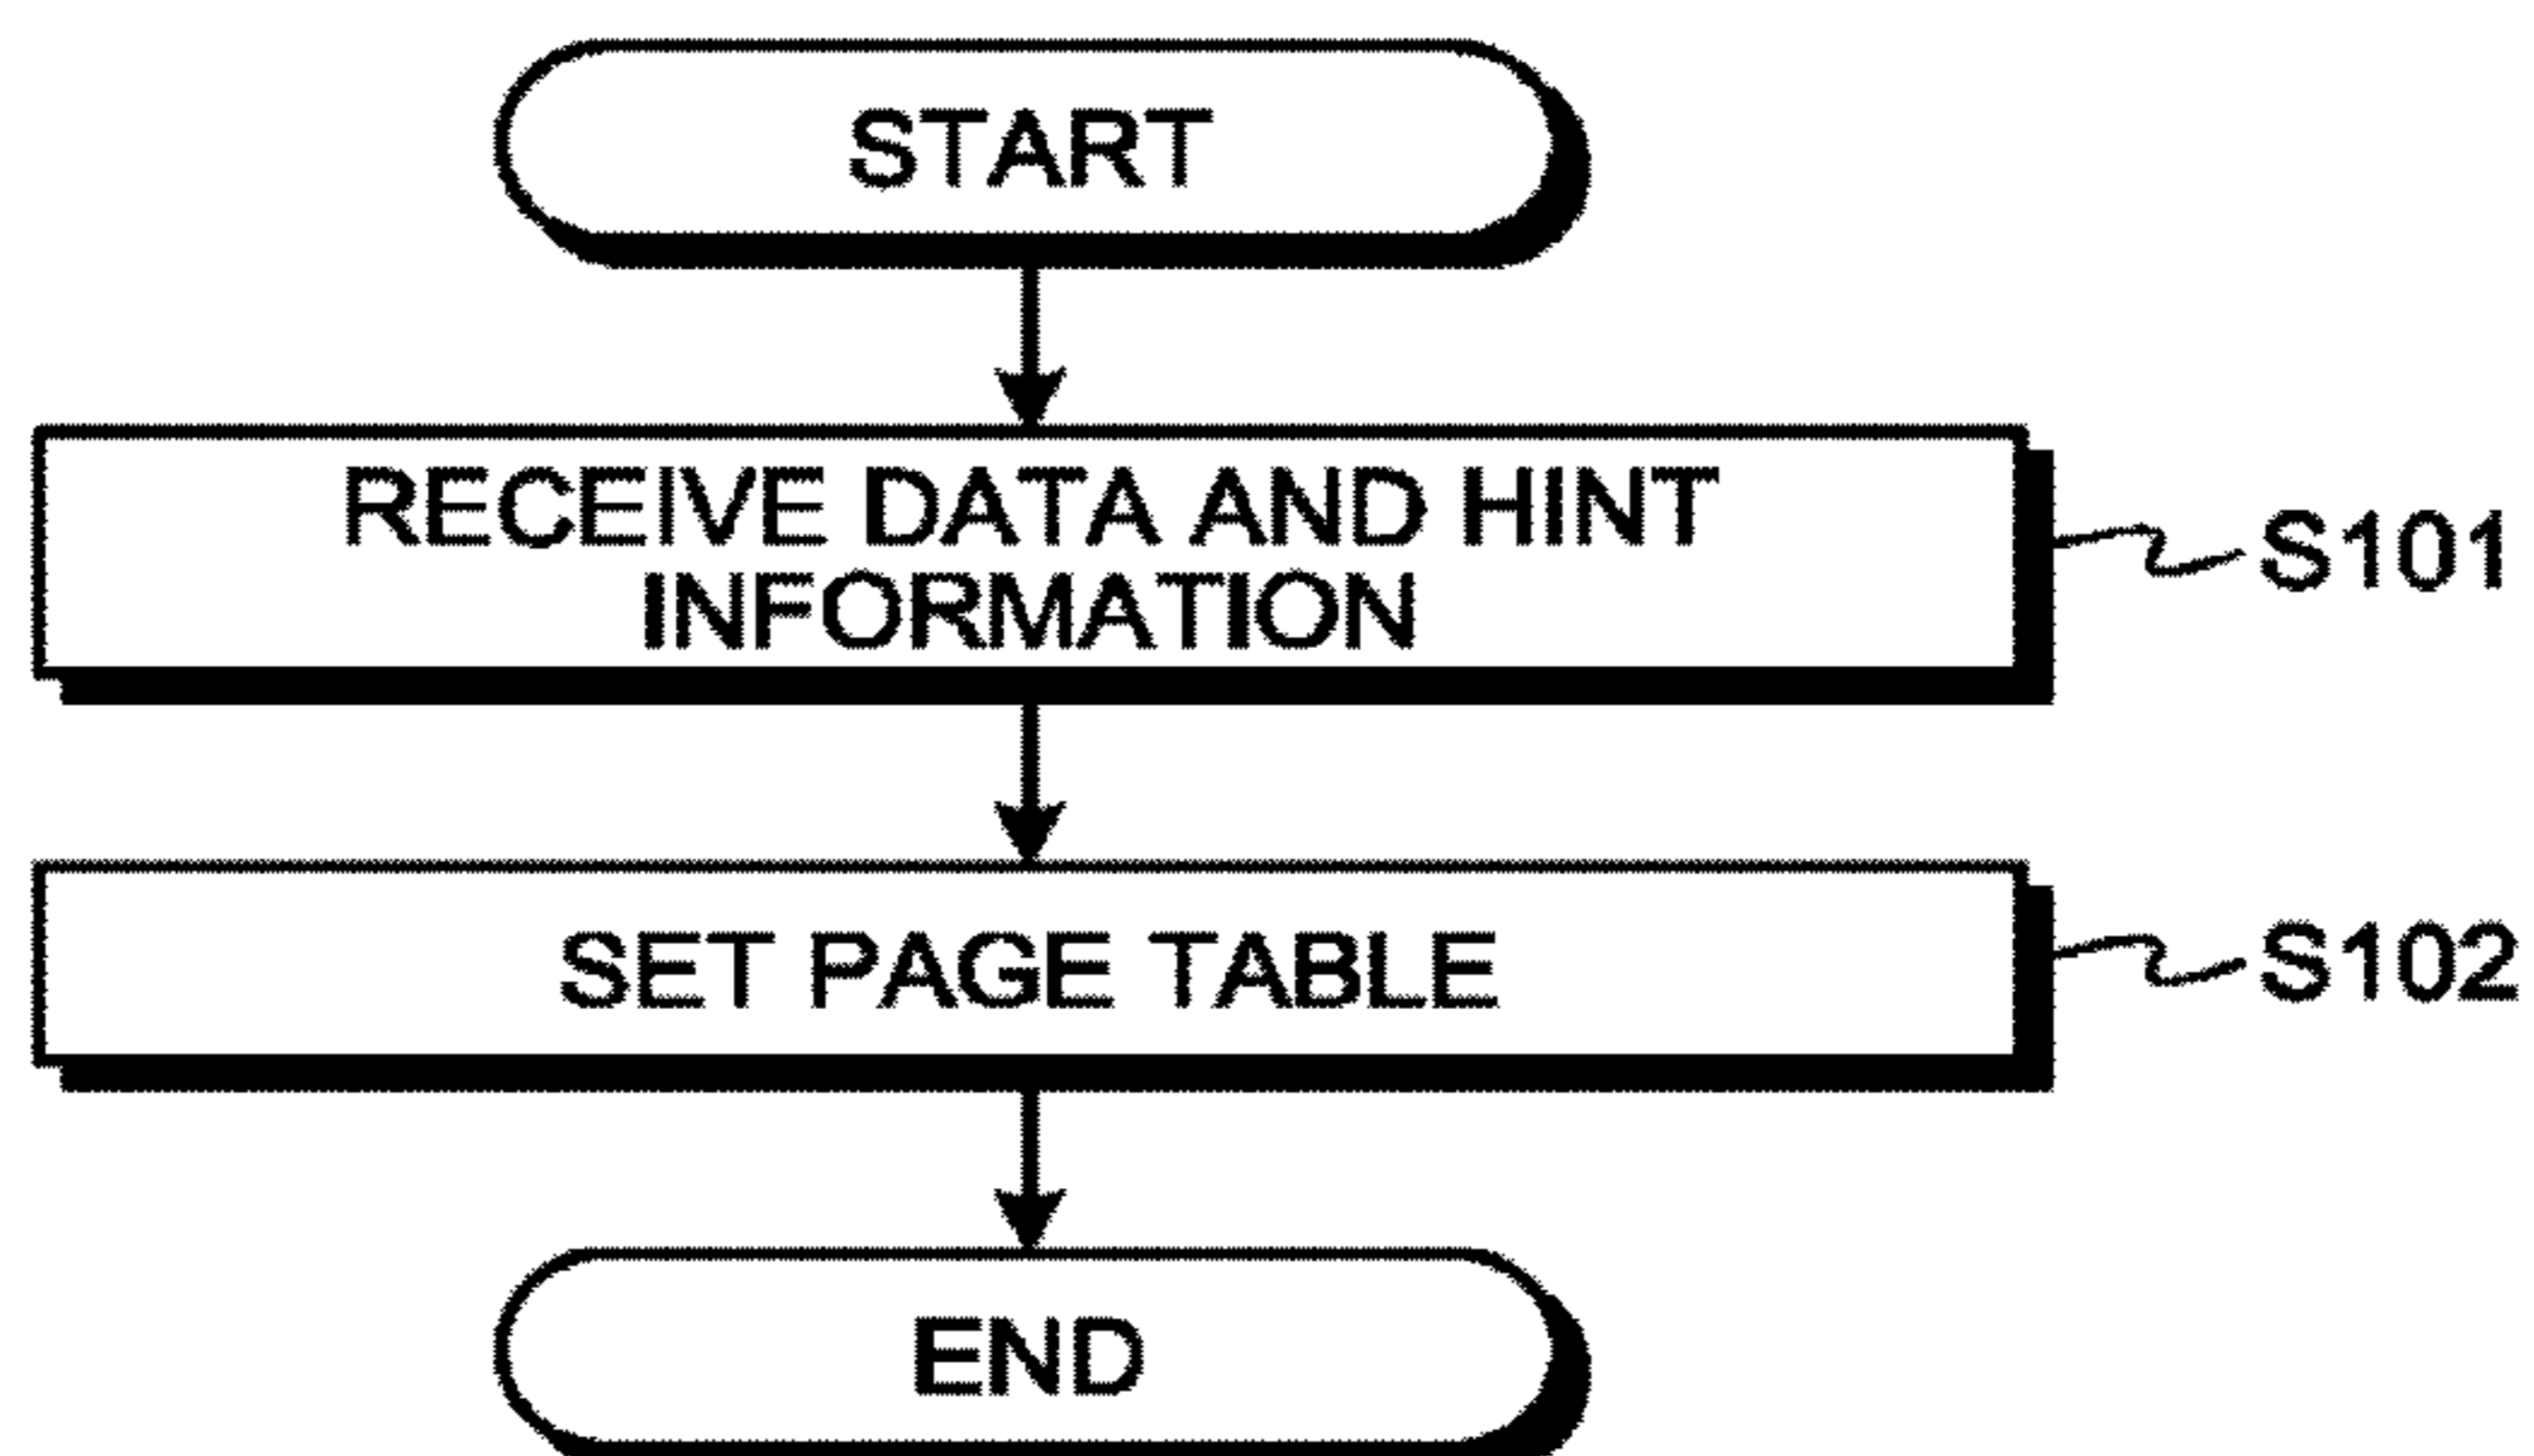 START
RECEIVE DATA AND HINT
INFORMATION
S101
SET PAGE TABLE
S102
END